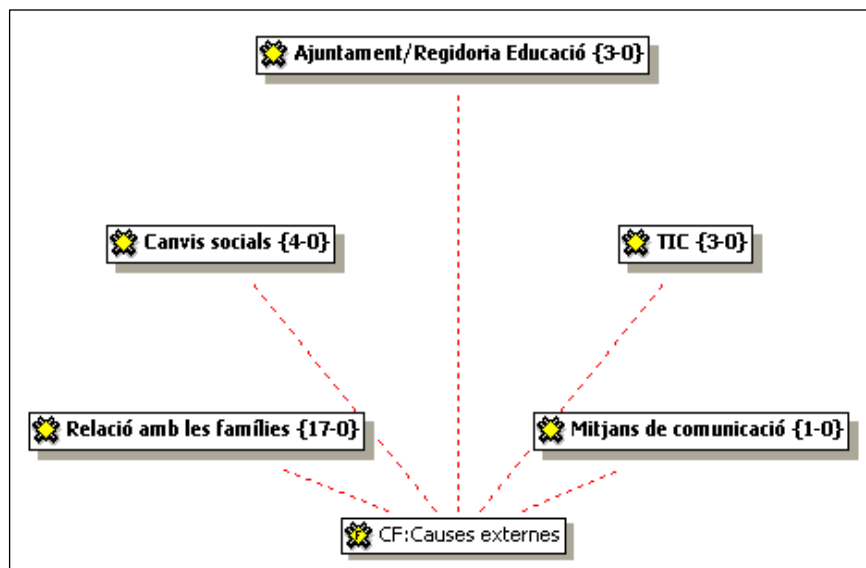 Ajuntament/Regidoria Educació {3-0}
Canvis socials {4-0}
TIC {3-0}
Relació amb les famílies {17-0}
Mitjans de comunicació {1-0}
CF:Causes externes